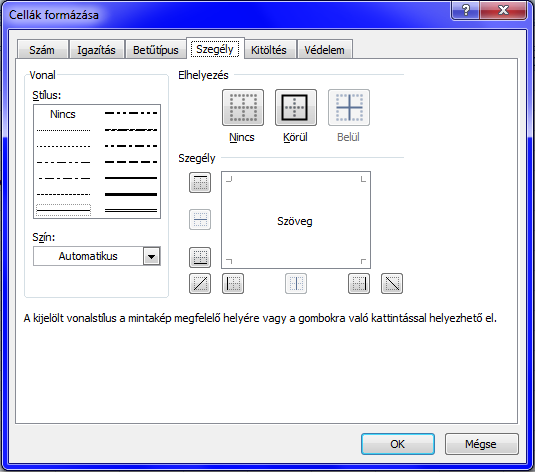 Cellák formázása
Szám Igazítás Betűtípus Szegély Kitöltés Védelem
Vonal
Stílus:
Nincs
Szín:
Automatikus
Elhelyezés
Nincs Körül Belül
Szegély
Szöveg
A kijelölt vonalstílus a mintakép megfelelő helyére vagy a gombokra való kattintással helyezhető el.
OK Mégse